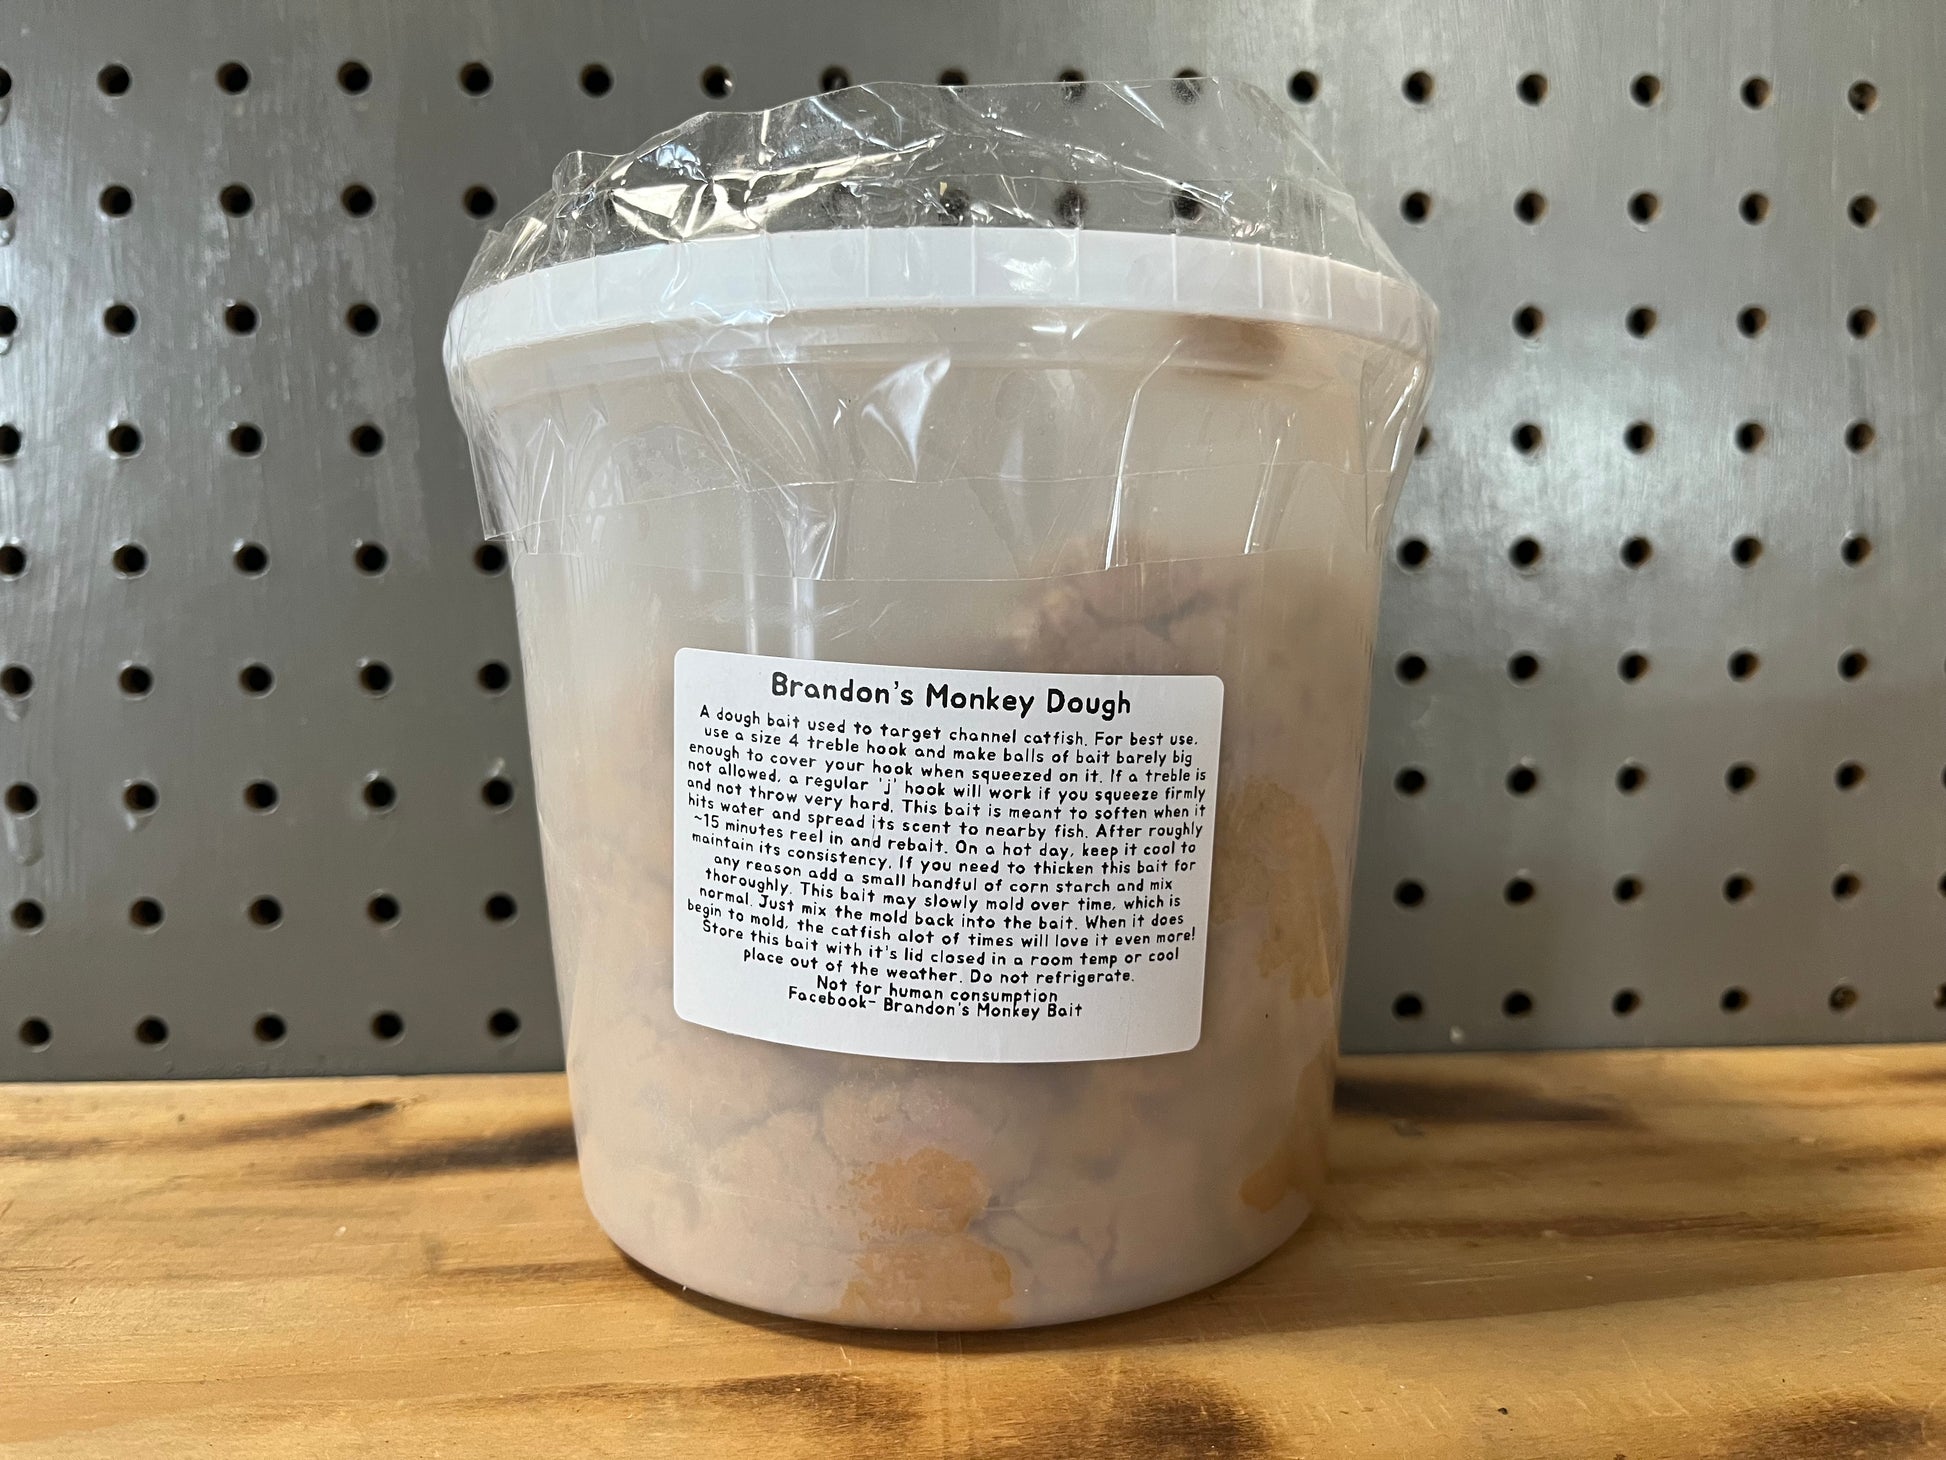 Brandon's Monkey Dough
A dough bait used to target channel catfish. For best use,
use a size 4 treble hook and make balls of bait barely big
enough to cover your hook when squeezed on it. If a treble is
not allowed, a regular 'j' hook will work if you squeeze firmly
and not throw very hard. This bait is meant to soften when it
hits water and spread its scent to nearby fish. After roughly
~15 minutes reel in and rebait. On a hot day, keep it cool to
maintain its consistency. If you need to thicken this bait for
any reason add a small handful of corn starch and mix
thoroughly. This bait may slowly mold over time, which is
normal. Just mix the mold back into the bait. When it does
begin to mold, the catfish alot of times will love it even more!
Store this bait with it's lid closed in a room temp or cool
place out of the weather. Do not refrigerate.
Not for human consumption
Facebook- Brandon's Monkey Bait